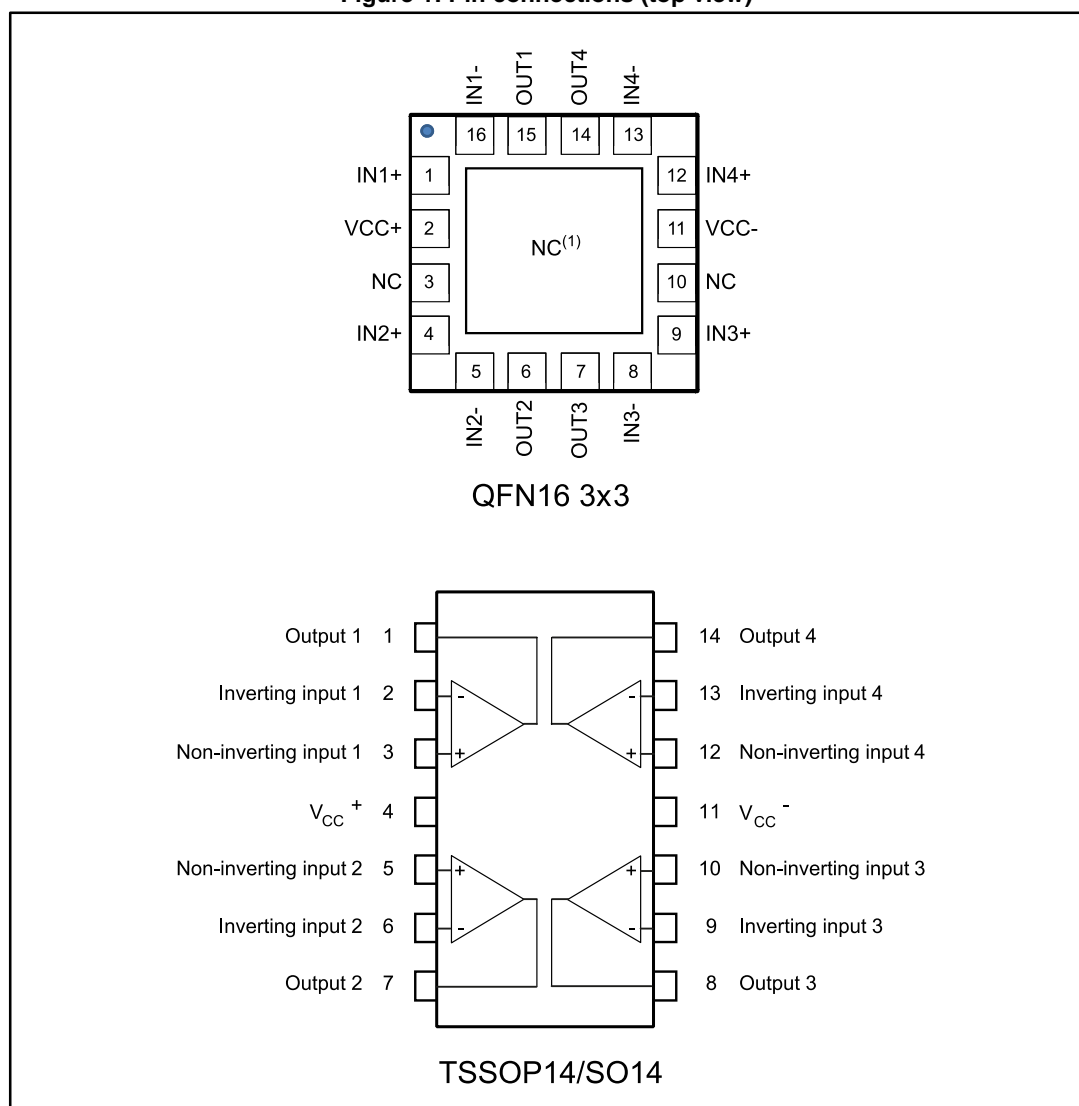 Figure 1. Pin connections (top view)
IN1-
OUT1
OUT4
IN4-
16
15
14
13
IN1+ 1
12 IN4+
VCC+ 2
11 VCC-
NC(1)
NC 3
10 NC
IN2+ 4
9 IN3+
5
6
7
8
IN2-
OUT2
OUT3
IN3-
QFN16 3x3
Output 1 1
14 Output 4
Inverting input 1 2
-
-
13 Inverting input 4
Non-inverting input 1 3
+
+
12 Non-inverting input 4
VCC + 4
11 VCC -
Non-inverting input 2 5
+
+
10 Non-inverting input 3
Inverting input 2 6
-
-
9 Inverting input 3
Output 2 7
8 Output 3
TSSOP14/SO14